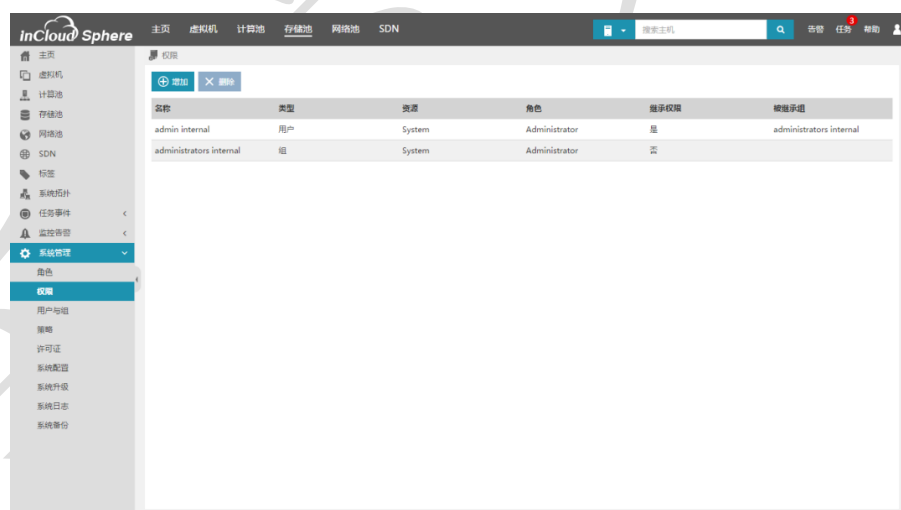 inCloud Sphere 主页 虚拟机 计算池 存储池 网络池 SDN 搜索主机 告警 任务 3 帮助
主页
虚拟机
计算池
存储池
网络池
SDN
标签
系统拓扑
任务事件
监控告警
系统管理
角色
权限
用户与组
策略
许可证
系统配置
系统升级
系统日志
系统备份
权限
增加 删除
名称 类型 资源 角色 继承权限 被继承组
admin internal 用户 System Administrator 是 administrators internal
administrators internal 组 System Administrator 否